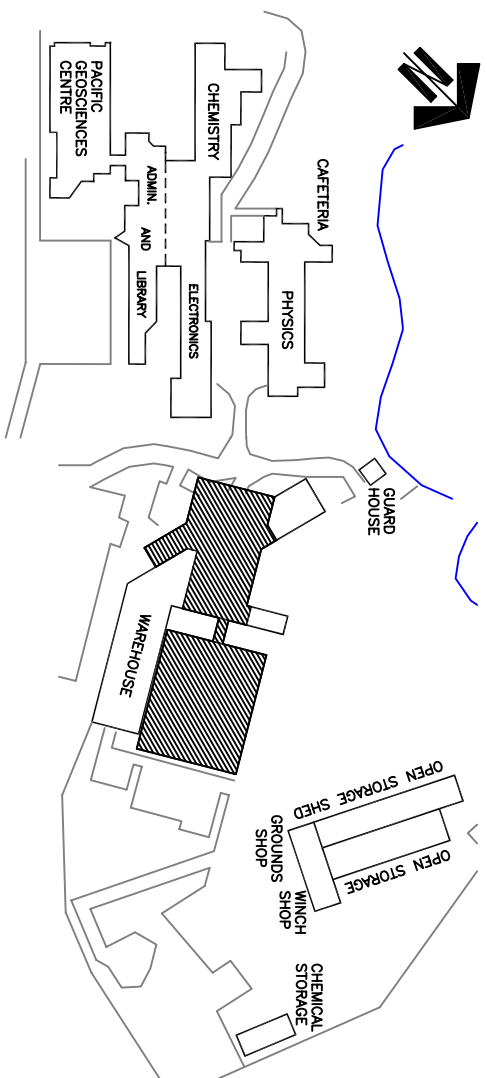 N
CAFETERIA
CHEMISTRY
PACIFIC
GEOSCIENCES
CENTRE
ADMIN.
AND
LIBRARY
ELECTRONICS
PHYSICS
GUARD
HOUSE
WAREHOUSE
OPEN STORAGE SHED
OPEN STORAGE
GROUNDS
SHOP
WINCH
SHOP
CHEMICAL
STORAGE